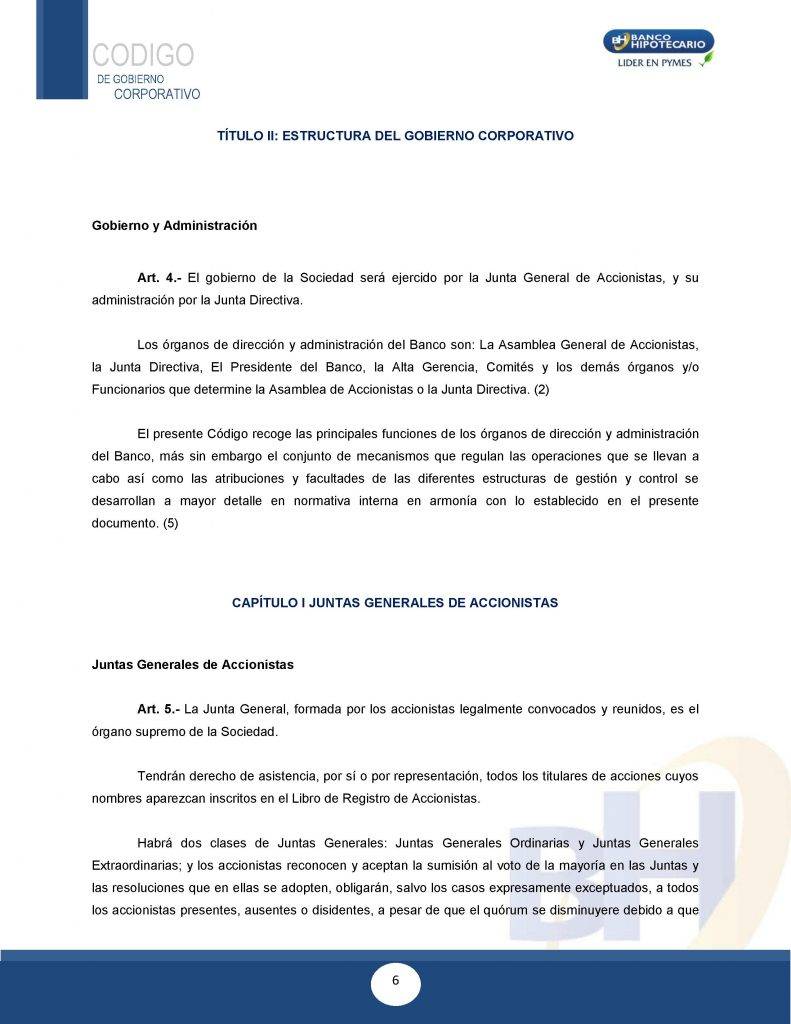 CODIGO
DE GOBIERNO
CORPORATIVO
BH BANCO
HIPOTECARIO
LIDER EN PYMES
TÍTULO II: ESTRUCTURA DEL GOBIERNO CORPORATIVO
Gobierno y Administración
Art. 4.- El gobierno de la Sociedad será ejercido por la Junta General de Accionistas, y su
administración por la Junta Directiva.
Los órganos de dirección y administración del Banco son: La Asamblea General de Accionistas,
la Junta Directiva, El Presidente del Banco, la Alta Gerencia, Comités y los demás órganos y/o
Funcionarios que determine la Asamblea de Accionistas o la Junta Directiva. (2)
El presente Código recoge las principales funciones de los órganos de dirección y administración
del Banco, más sin embargo el conjunto de mecanismos que regulan las operaciones que se llevan a
cabo así como las atribuciones y facultades de las diferentes estructuras de gestión y control se
desarrollan a mayor detalle en normativa interna en armonía con lo establecido en el presente
documento. (5)
CAPÍTULO I JUNTAS GENERALES DE ACCIONISTAS
Juntas Generales de Accionistas
Art. 5.- La Junta General, formada por los accionistas legalmente convocados y reunidos, es el
órgano supremo de la Sociedad.
Tendrán derecho de asistencia, por sí o por representación, todos los titulares de acciones cuyos
nombres aparezcan inscritos en el Libro de Registro de Accionistas.
Habrá dos clases de Juntas Generales: Juntas Generales Ordinarias y Juntas Generales
Extraordinarias; y los accionistas reconocen y aceptan la sumisión al voto de la mayoría en las Juntas y
las resoluciones que en ellas se adopten, obligarán, salvo los casos expresamente exceptuados, a todos
los accionistas presentes, ausentes o disidentes, a pesar de que el quórum se disminuyere debido a que
BH
6